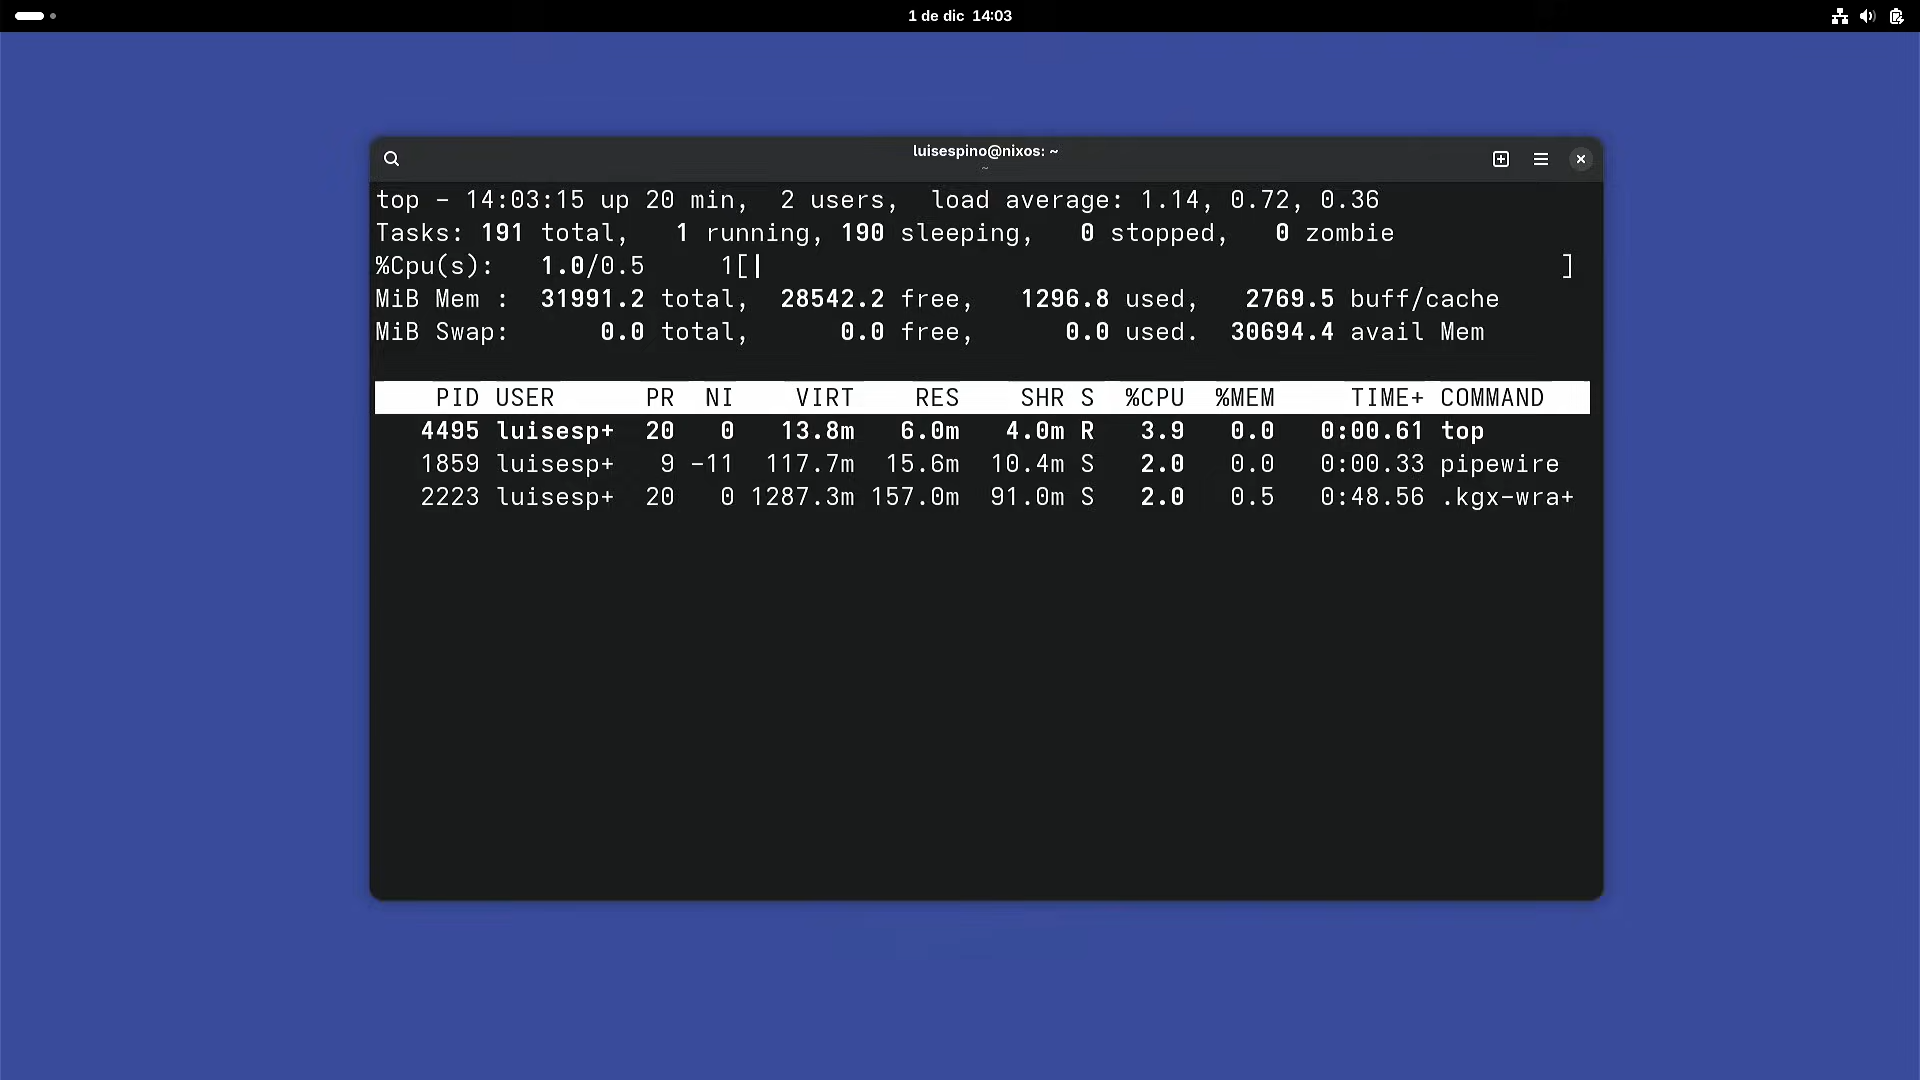 1 de dic 14:03
luisespino@nixos: ~
~
top - 14:03:15 up 20 min,  2 users,  load average: 1.14, 0.72, 0.36
Tasks: 191 total,   1 running, 190 sleeping,   0 stopped,   0 zombie
%Cpu(s):   1.0/0.5     1[|                                                      ]
MiB Mem :  31991.2 total,  28542.2 free,   1296.8 used,   2769.5 buff/cache
MiB Swap:      0.0 total,      0.0 free,      0.0 used.  30694.4 avail Mem
PID USER      PR  NI    VIRT    RES    SHR S  %CPU  %MEM     TIME+ COMMAND
4495 luisesp+  20   0   13.8m   6.0m   4.0m R   3.9   0.0   0:00.61 top
1859 luisesp+   9 -11  117.7m  15.6m  10.4m S   2.0   0.0   0:00.33 pipewire
2223 luisesp+  20   0 1287.3m 157.0m  91.0m S   2.0   0.5   0:48.56 .kgx-wra+